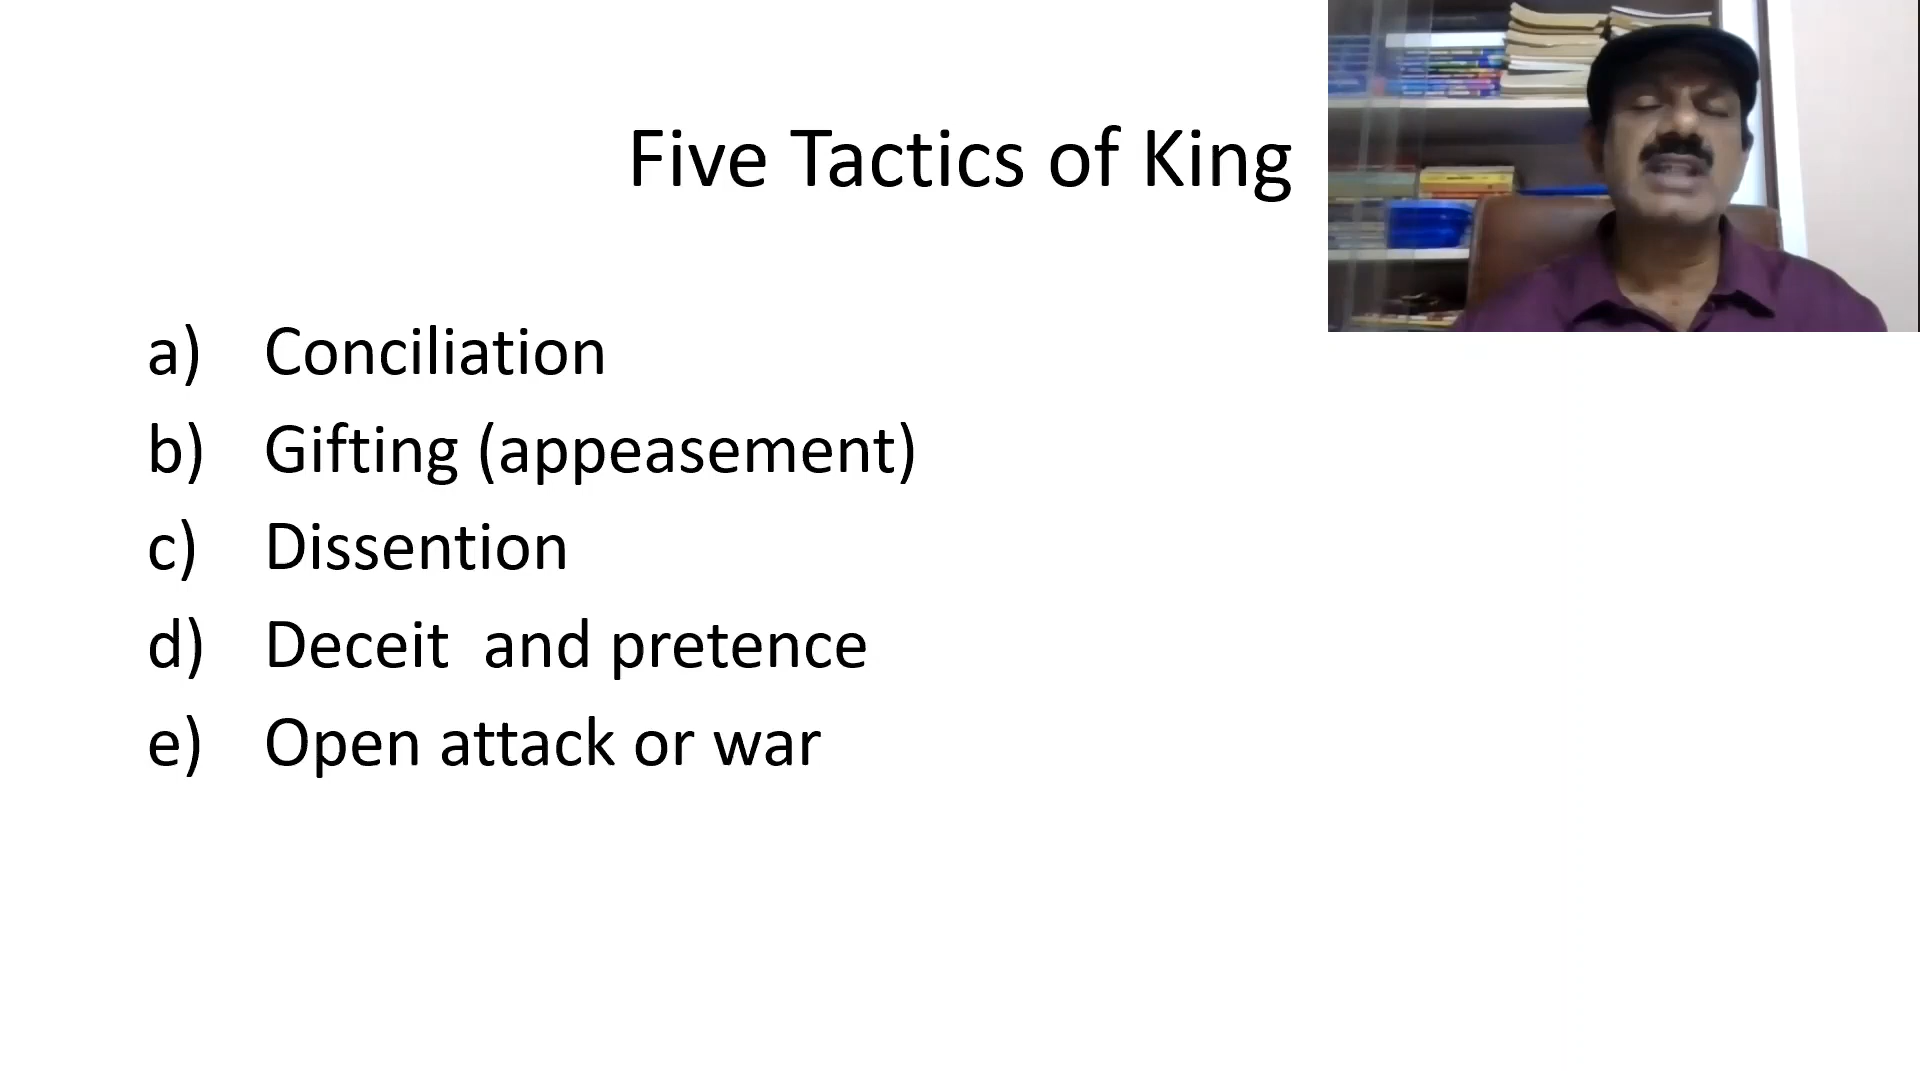 Five Tactics of King
a) Conciliation
b) Gifting (appeasement)
c) Dissention
d) Deceit  and pretence
e) Open attack or war